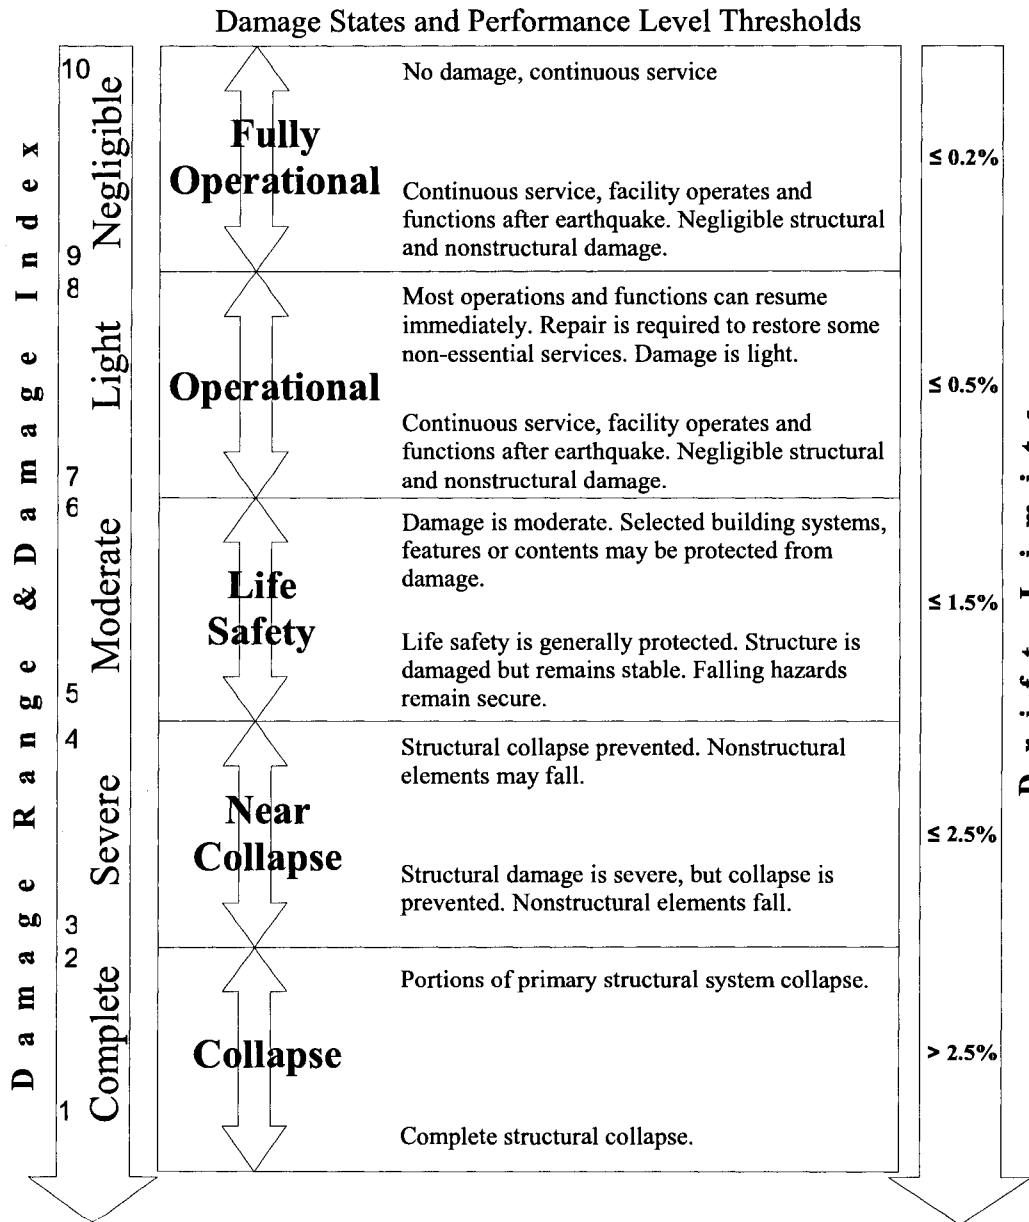 Damage States and Performance Level Thresholds
Damage Range & Damage Index
10
Negligible
9
Fully
Operational
No damage, continuous service
Continuous service, facility operates and
functions after earthquake. Negligible structural
and nonstructural damage.
≤ 0.2%
8
Light
7
Operational
Most operations and functions can resume
immediately. Repair is required to restore some
non-essential services. Damage is light.
Continuous service, facility operates and
functions after earthquake. Negligible structural
and nonstructural damage.
≤ 0.5%
6
Moderate
5
Life
Safety
Damage is moderate. Selected building systems,
features or contents may be protected from
damage.
Life safety is generally protected. Structure is
damaged but remains stable. Falling hazards
remain secure.
≤ 1.5%
4
Severe
3
Near
Collapse
Structural collapse prevented. Nonstructural
elements may fall.
Structural damage is severe, but collapse is
prevented. Nonstructural elements fall.
≤ 2.5%
2
Complete
1
Collapse
Portions of primary structural system collapse.
Complete structural collapse.
> 2.5%